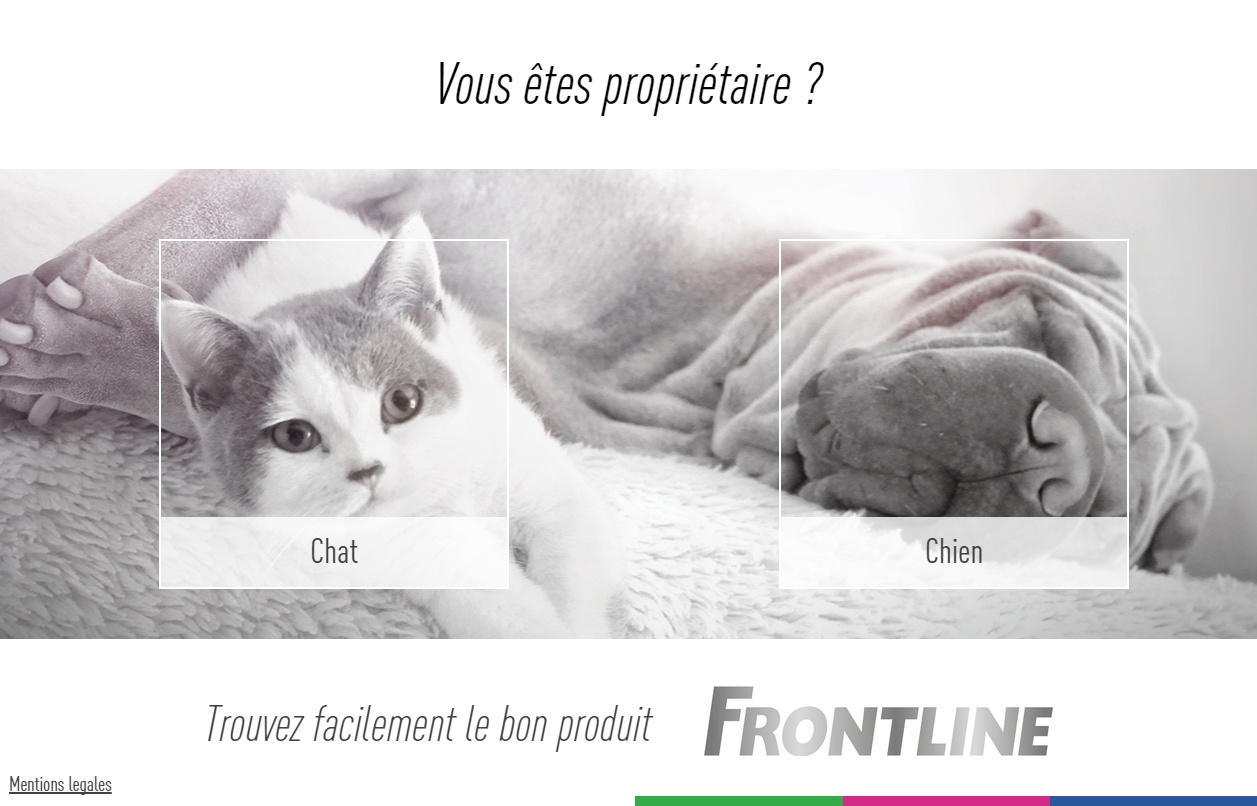 Vous êtes propriétaire ?
Chat
Chien
Trouvez facilement le bon produit
FRONTLINE
Mentions legales